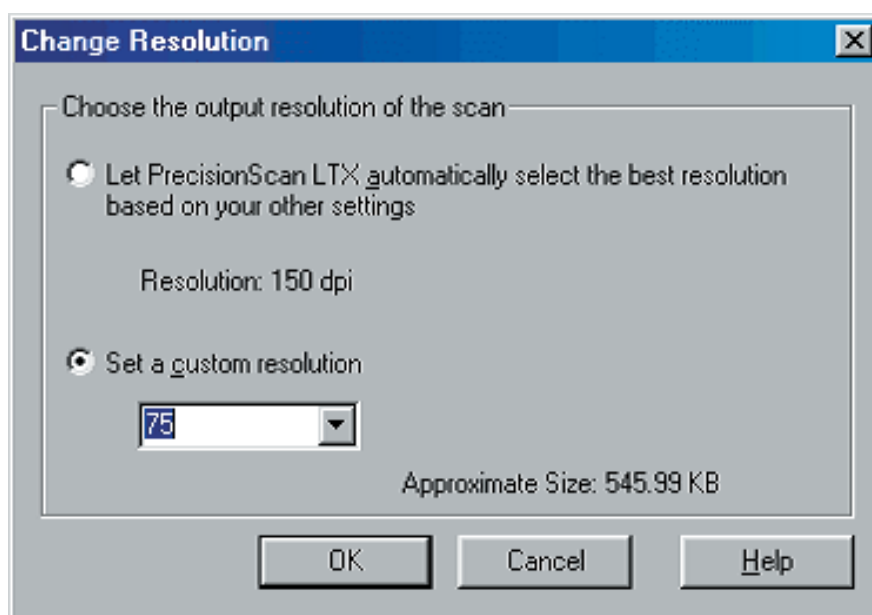 Change Resolution
Choose the output resolution of the scan
Let PrecisionScan LTX automatically select the best resolution
based on your other settings
Resolution: 150 dpi
Set a custom resolution
75
Approximate Size: 545.99 KB
OK
Cancel
Help